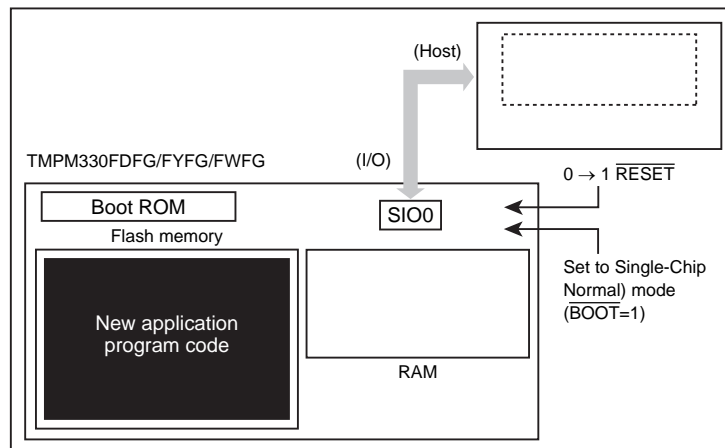 (Host)
TMPM330FDFG/FYFG/FWFG
(I/O)
0 → 1 RESET
Boot ROM
SIO0
Flash memory
Set to Single-Chip
Normal) mode
(BOOT=1)
New application
program code
RAM